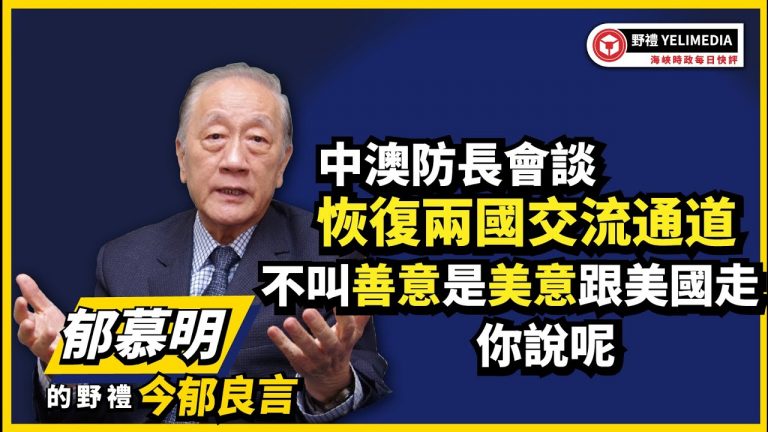 野禮 YELIMEDIA
海峽時政每日快評
中澳防長會談
恢復兩國交流通道
不叫善意是美意跟美國走
你說呢
郁慕明
的野禮 今郁良言